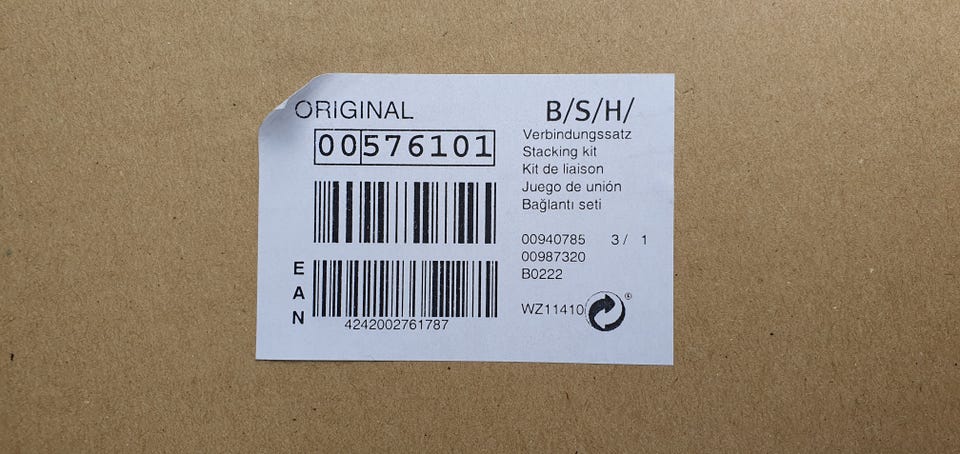 ORIGINAL
00576101
E
A
N
4242002761787
B/S/H/
Verbindungssatz
Stacking kit
Kit de liaison
Juego de unión
Bağlantı seti
00940785 3 / 1
00987320
B0222
WZ11410